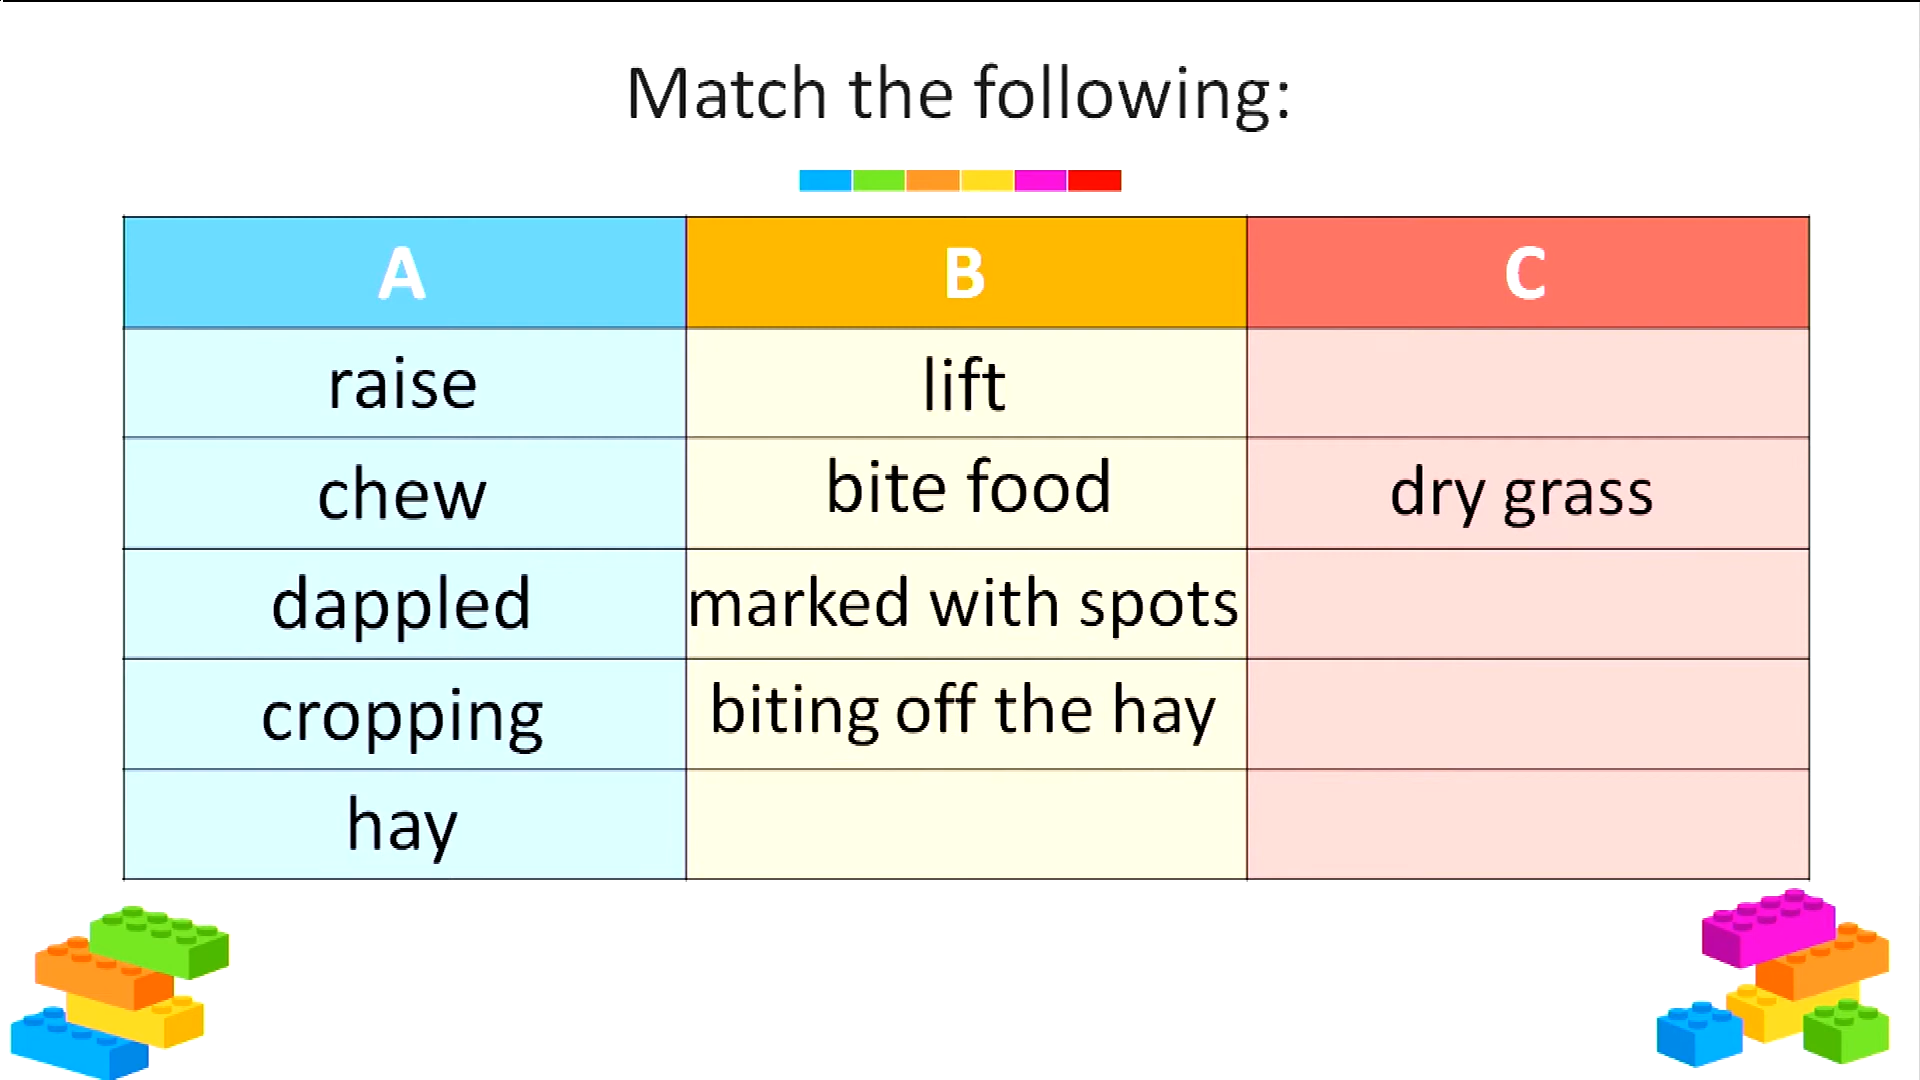 Match the following:
A B C
raise lift
chew bite food dry grass
dappled marked with spots
cropping biting off the hay
hay